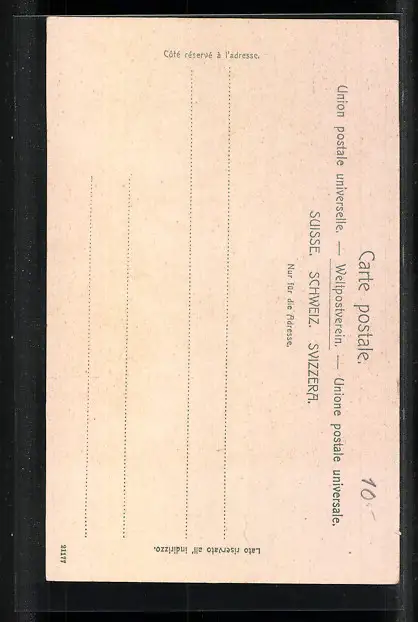 Carte postale.
Union postale universelle. — Weltpostverein. — Unione postale universale.
SUISSE. SCHWEIZ. SVIZZERA.
Nur für die Adresse.
Côté réservé à l'adresse.
Lato riservato all' indirizzo.
21177
10.-